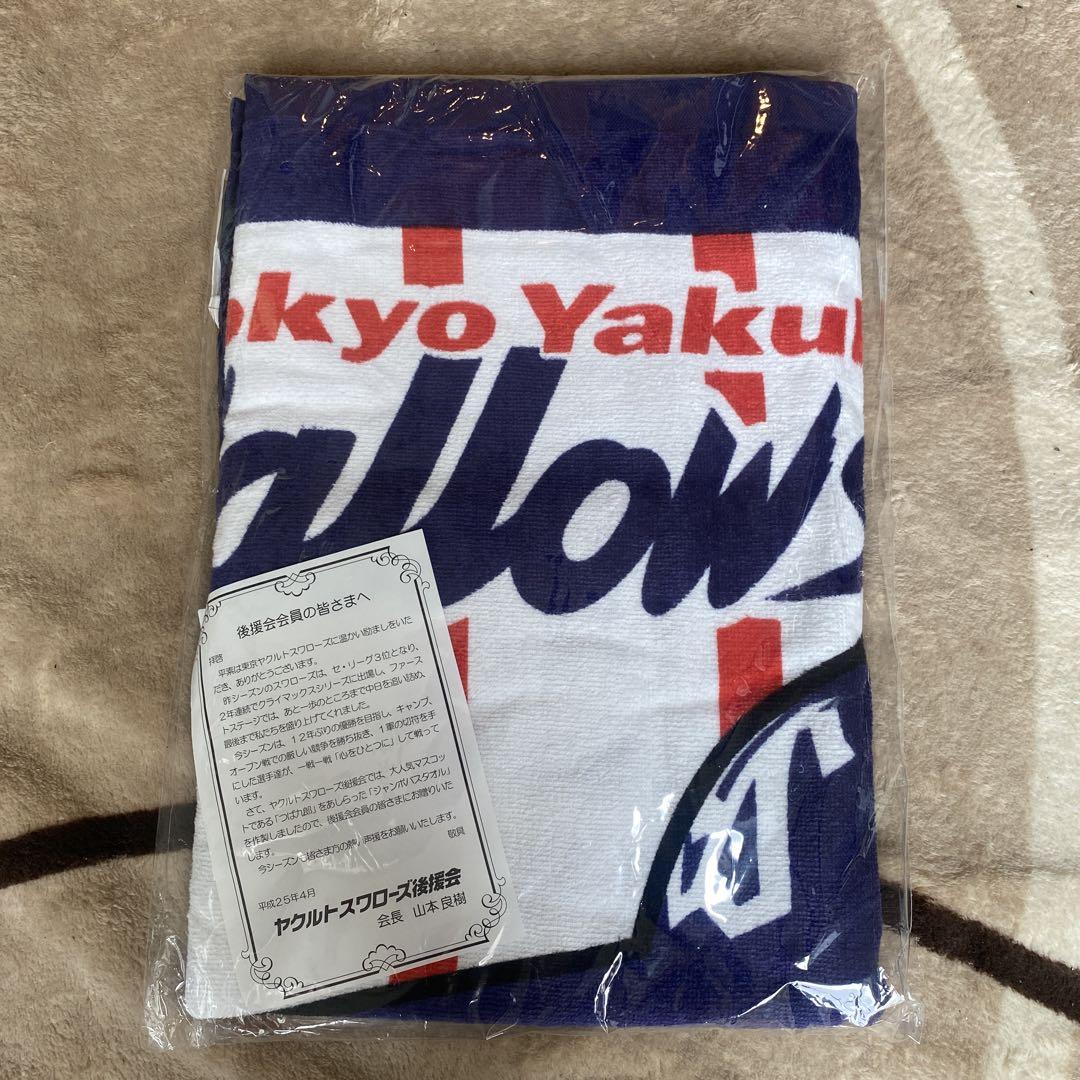 okyo Yakul
allows
後援会会員の皆さまへ
拝啓
平素は東京ヤクルトスワローズに温かい励ましをいた
だき、ありがとうございます。
昨シーズンのスワローズは、セ・リーグ3位となり、
2年連続でクライマックスシリーズに出場し、ファース
トステージでは、あと一歩のところまで中日を追い詰め、
最後まで私たちを盛り上げてくれました。
今シーズンは、12年ぶりの優勝を目指し、キャンプ、
オープン戦での厳しい競争を勝ち抜き、1軍の切符を手
にした選手達が、一戦一戦「心をひとつに」して戦って
います。
さて、ヤクルトスワローズ後援会では、大人気マスコッ
トである「つば九郎」をあしらった「ジャンボバスタオル」
を作製しましたので、後援会会員の皆さまにお贈りいた
します。
今シーズンも皆さま方の熱い声援をお願いいたします。
敬具
平成25年4月
ヤクルトスワローズ後援会
会長 山本良樹